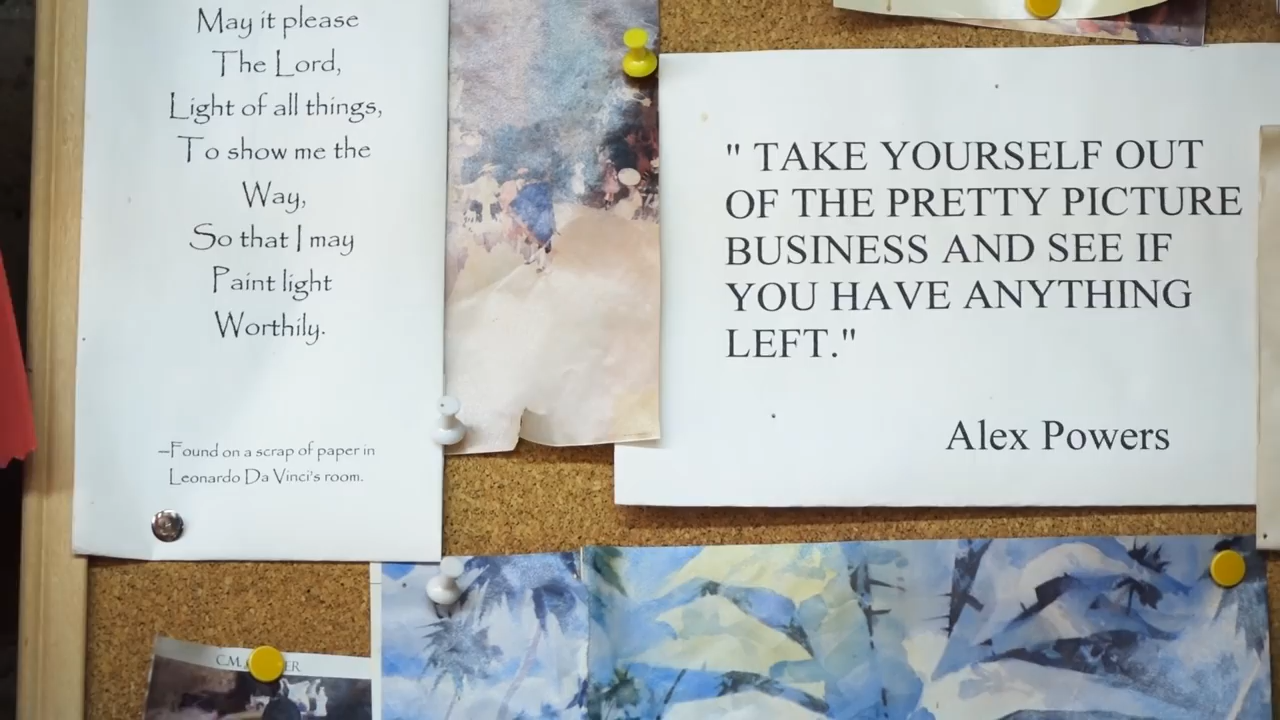 May it please
The Lord,
Light of all things,
To show me the
Way,
So that I may
Paint light
Worthily.
–Found on a scrap of paper in
Leonardo Da Vinci's room.
" TAKE YOURSELF OUT
OF THE PRETTY PICTURE
BUSINESS AND SEE IF
YOU HAVE ANYTHING
LEFT."
Alex Powers
C.M.